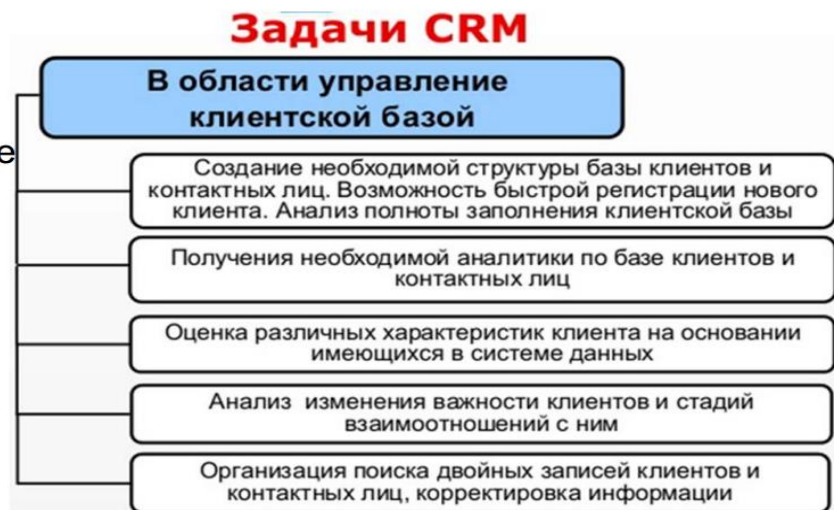 Задачи CRM
В области управление
клиентской базой
е
Создание необходимой структуры базы клиентов и
контактных лиц. Возможность быстрой регистрации нового
клиента. Анализ полноты заполнения клиентской базы
Получения необходимой аналитики по базе клиентов и
контактных лиц
Оценка различных характеристик клиента на основании
имеющихся в системе данных
Анализ изменения важности клиентов и стадий
взаимоотношений с ним
Организация поиска двойных записей клиентов и
контактных лиц, корректировка информации